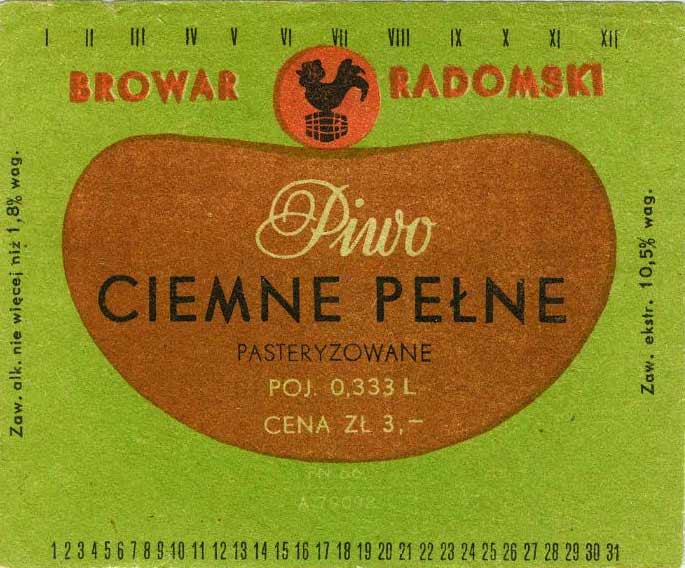 I II III IV V VI VII VIII IX X XI XII
BROWAR RADOMSKI
Piwo
CIEMNE PEŁNE
PASTERYZOWANE
POJ. 0,333 L
CENA ZŁ 3,—
Zaw. alk. nie więcej niż 1,8% wag.
Zaw. ekstr. 10,5% wag.
1 2 3 4 5 6 7 8 9 10 11 12 13 14 15 16 17 18 19 20 21 22 23 24 25 26 27 28 29 30 31